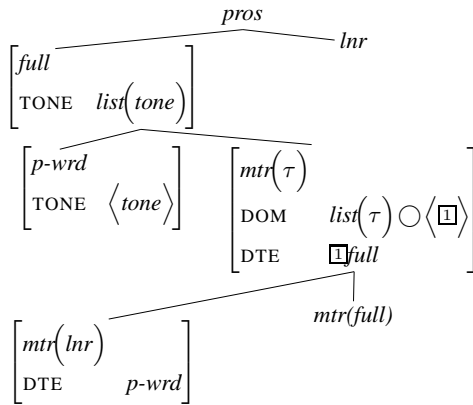 pros
full
TONE list(tone)
lnr
p-wrd
TONE ⟨tone⟩
mtr(τ)
DOM list(τ) ◯ ⟨[1]⟩
DTE [1]full
mtr(lnr)
DTE p-wrd
mtr(full)